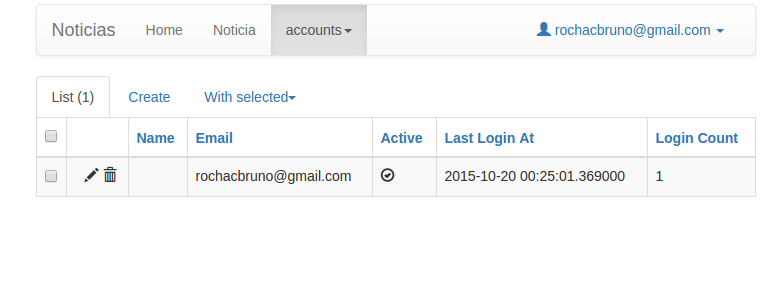 Noticias Home Noticia accounts rochacbruno@gmail.com
List (1) Create With selected
Name Email Active Last Login At Login Count
rochacbruno@gmail.com 2015-10-20 00:25:01.369000 1